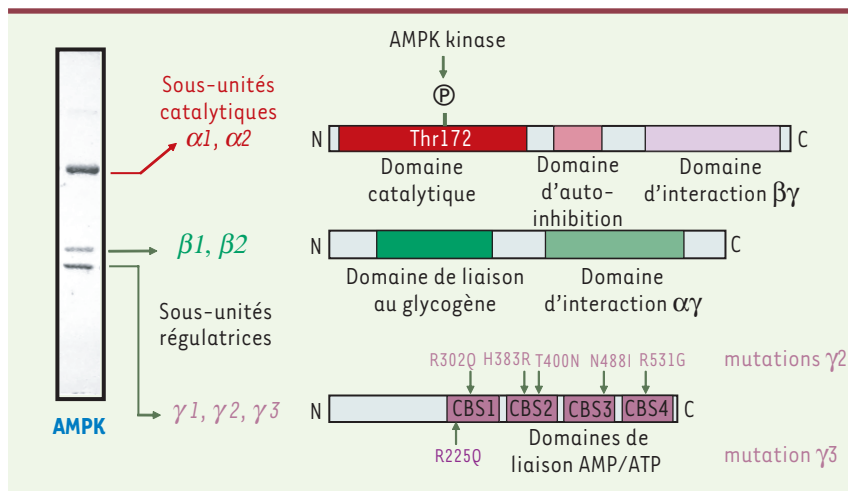 AMPK kinase
P
Sous-unités
catalytiques
α1, α2
N
Thr172
C
Domaine
catalytique
Domaine
d'auto-
inhibition
Domaine
d'interaction βγ
β1, β2
N
C
Domaine de liaison
au glycogène
Domaine
d'interaction αγ
Sous-unités
régulatrices
R302Q H383R T400N N488I R531G mutations γ2
γ1, γ2, γ3
N
CBS1 CBS2 CBS3 CBS4
C
AMPK
R225Q
Domaines de
liaison AMP/ATP
mutation γ3